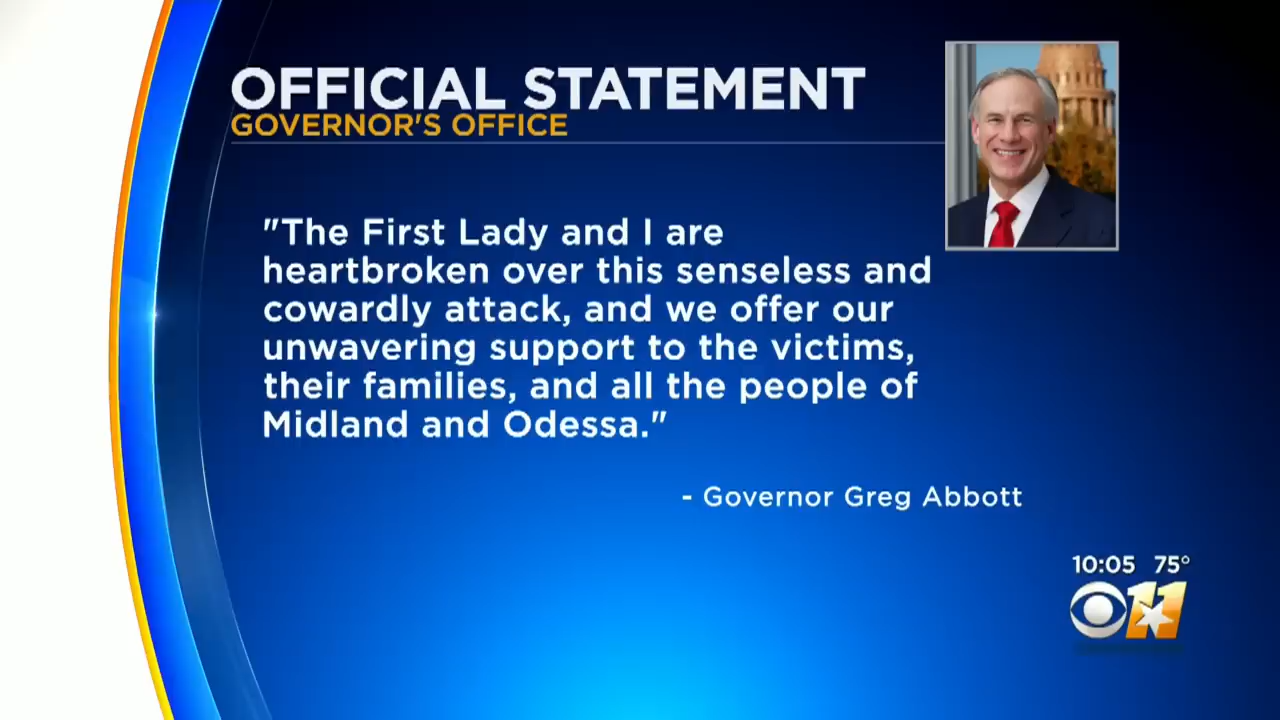 OFFICIAL STATEMENT
GOVERNOR'S OFFICE
"The First Lady and I are
heartbroken over this senseless and
cowardly attack, and we offer our
unwavering support to the victims,
their families, and all the people of
Midland and Odessa."
- Governor Greg Abbott
10:05 75°
11